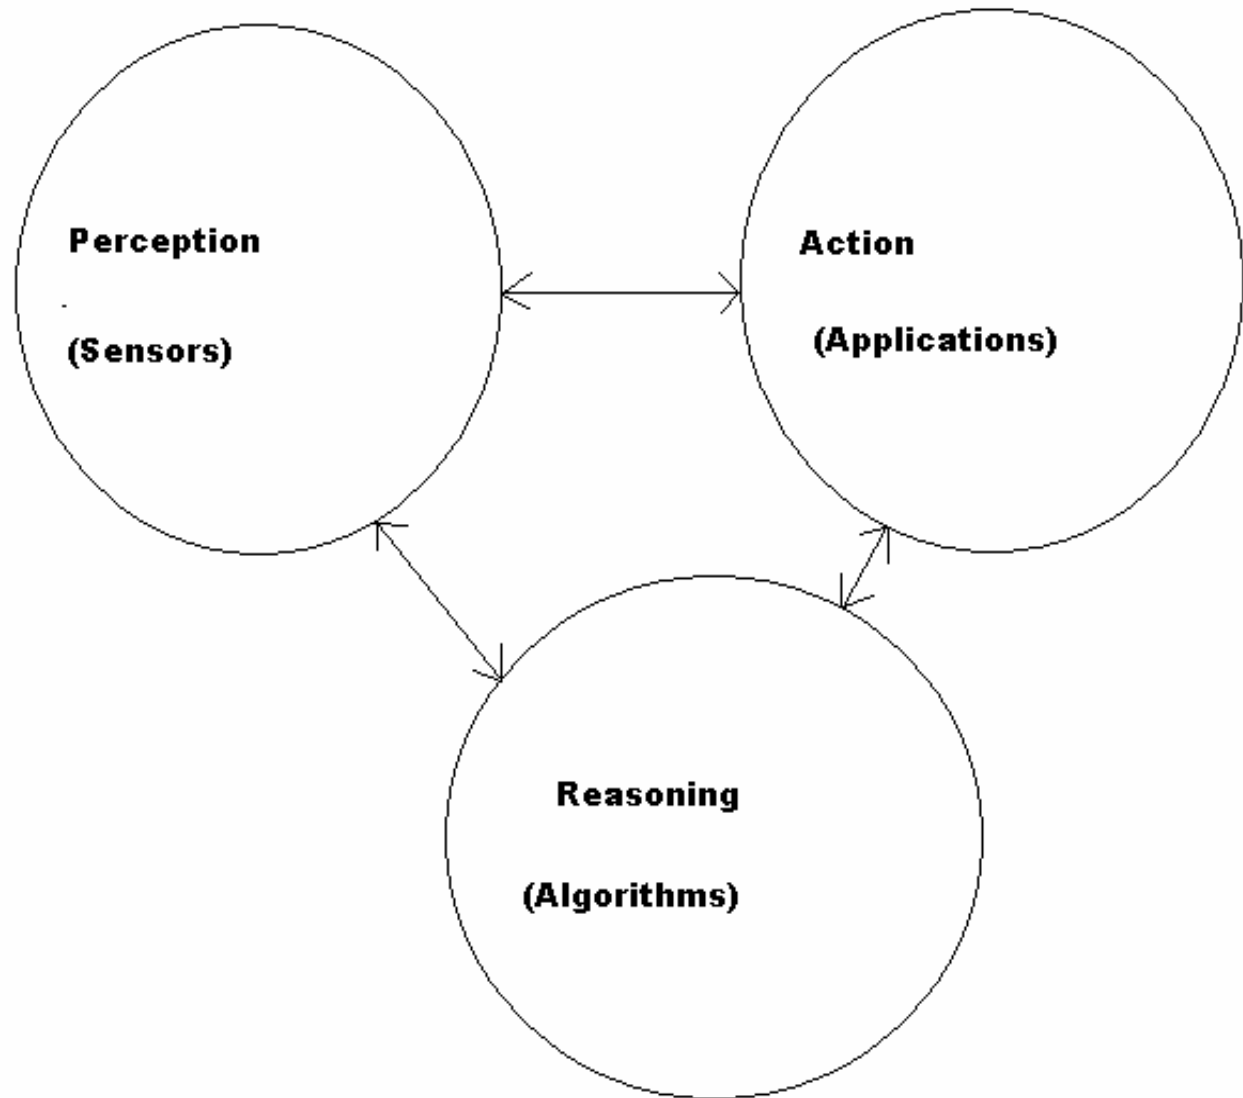 Perception
(Sensors)
Action
(Applications)
Reasoning
(Algorithms)